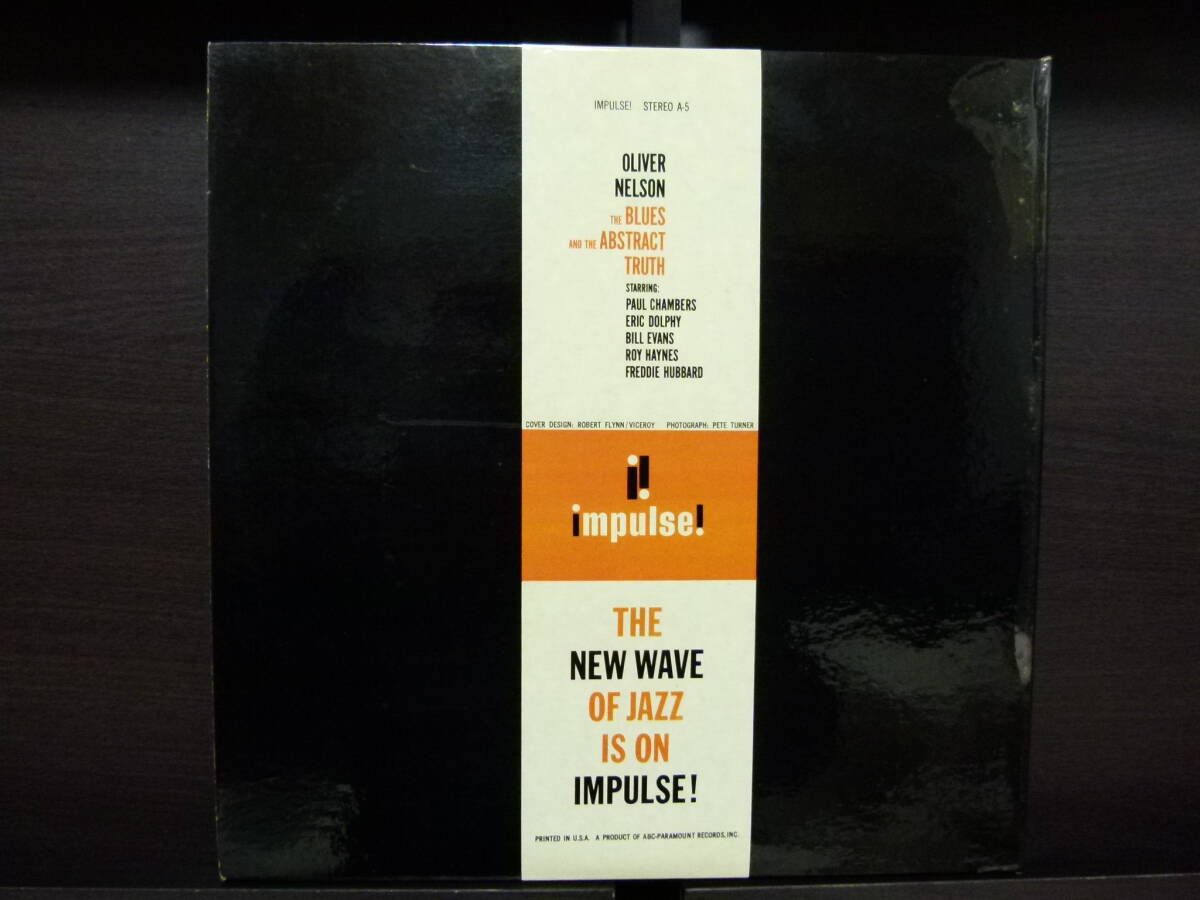 IMPULSE! STEREO A-5
OLIVER
NELSON
THE BLUES
AND THE ABSTRACT
TRUTH
STARRING:
PAUL CHAMBERS
ERIC DOLPHY
BILL EVANS
ROY HAYNES
FREDDIE HUBBARD
COVER DESIGN: ROBERT FLYNN/VICEROY PHOTOGRAPH: PETE TURNER
impulse!
THE
NEW WAVE
OF JAZZ
IS ON
IMPULSE!
PRINTED IN U.S.A. A PRODUCT OF ABC-PARAMOUNT RECORDS, INC.